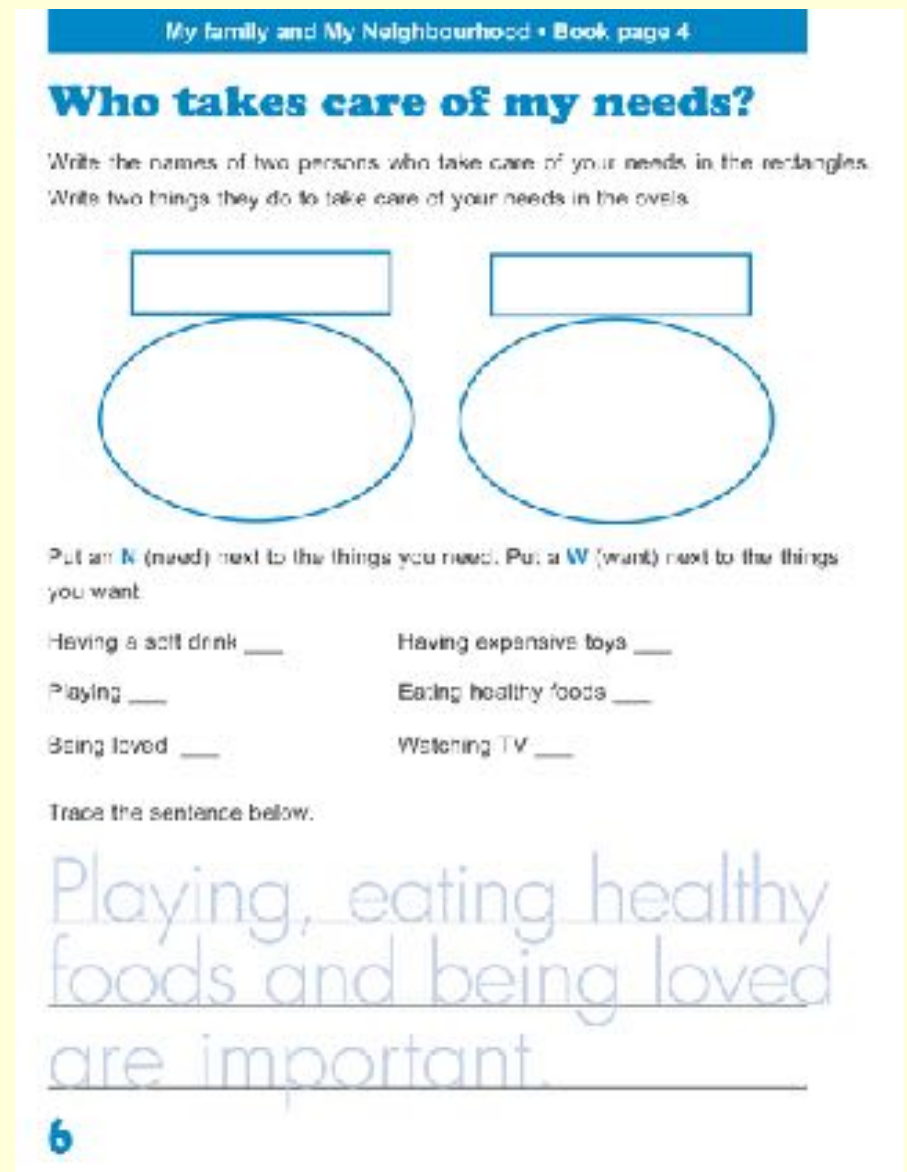 My family and My Neighbourhood • Book page 4
Who takes care of my needs?
Write the names of two persons who take care of your needs in the rectangles.
Write two things they do to take care of your needs in the ovals.
Put an N (need) next to the things you need. Put a W (want) next to the things
you want.
Having a soft drink ___ Having expensive toys ___
Playing ___ Eating healthy foods ___
Being loved ___ Watching TV ___
Trace the sentence below.
Playing, eating healthy
foods and being loved
are important.
6